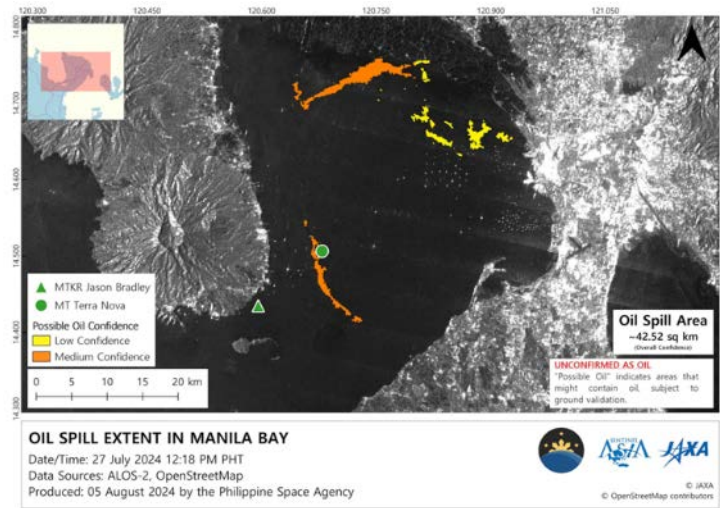 120.300 120.450 120.600 120.750 120.900 121.050
14.800
14.700
14.600
14.500
14.400
14.300
MTKR Jason Bradley
MT Terra Nova
Possible Oil Confidence
Low Confidence
Medium Confidence
0 5 10 15 20 km
Oil Spill Area
~42.52 sq km
(Overall Confidence)
UNCONFIRMED AS OIL
"Possible Oil" indicates areas that
might contain oil subject to
ground validation.
OIL SPILL EXTENT IN MANILA BAY
Date/Time: 27 July 2024 12:18 PM PHT
Data Sources: ALOS-2, OpenStreetMap
Produced: 05 August 2024 by the Philippine Space Agency
SENTINEL
ASIA
JAXA
© JAXA
© OpenStreetMap contributors